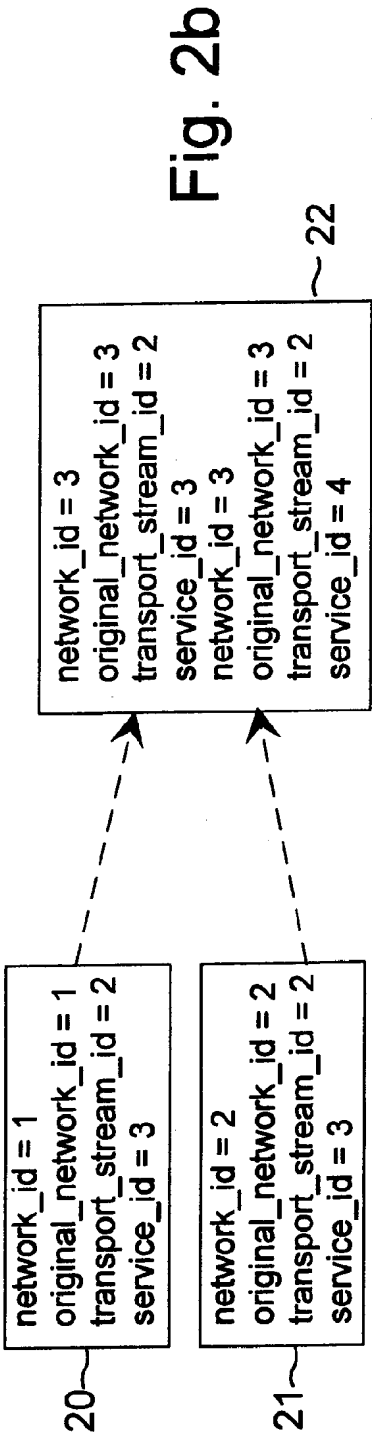 20
network_id = 1
original_network_id = 1
transport_stream_id = 2
service_id = 3
21
network_id = 2
original_network_id = 2
transport_stream_id = 2
service_id = 3
network_id = 3
original_network_id = 3
transport_stream_id = 2
service_id = 3
network_id = 3
original_network_id = 3
transport_stream_id = 2
service_id = 4
22
Fig. 2b